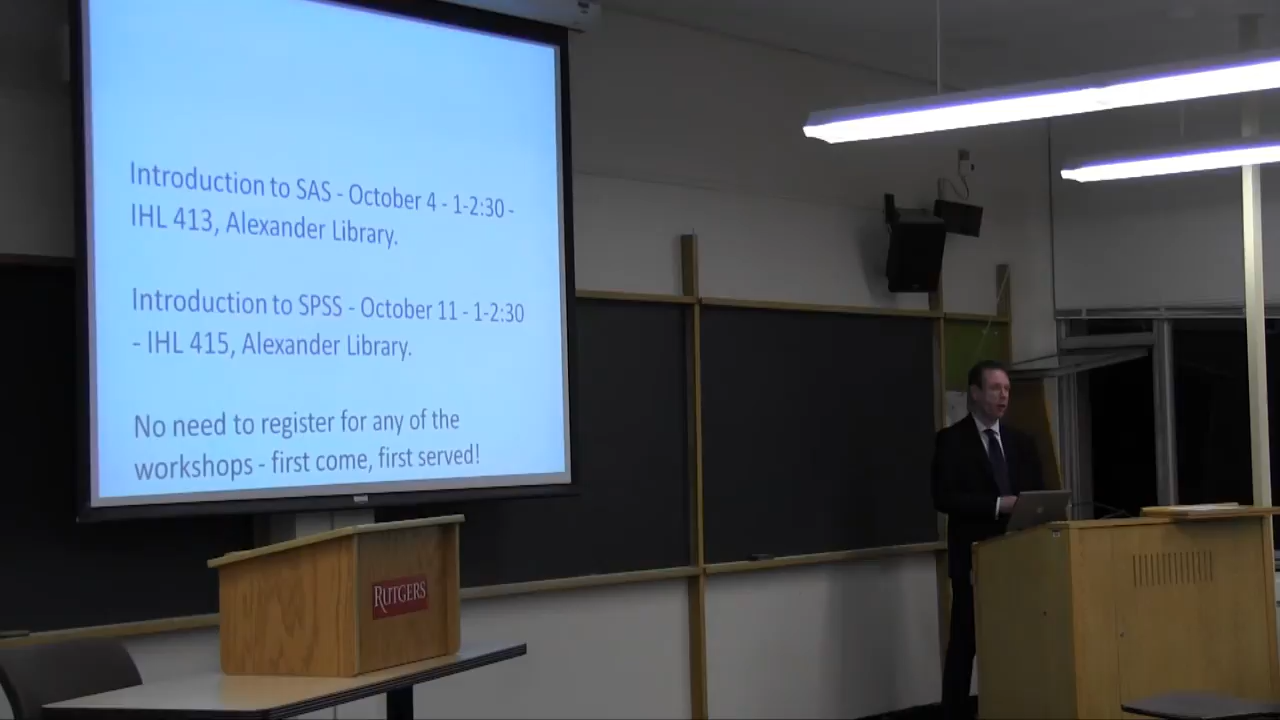 Introduction to SAS - October 4 - 1-2:30 -
IHL 413, Alexander Library.
Introduction to SPSS - October 11 - 1-2:30
- IHL 415, Alexander Library.
No need to register for any of the
workshops - first come, first served!
RUTGERS